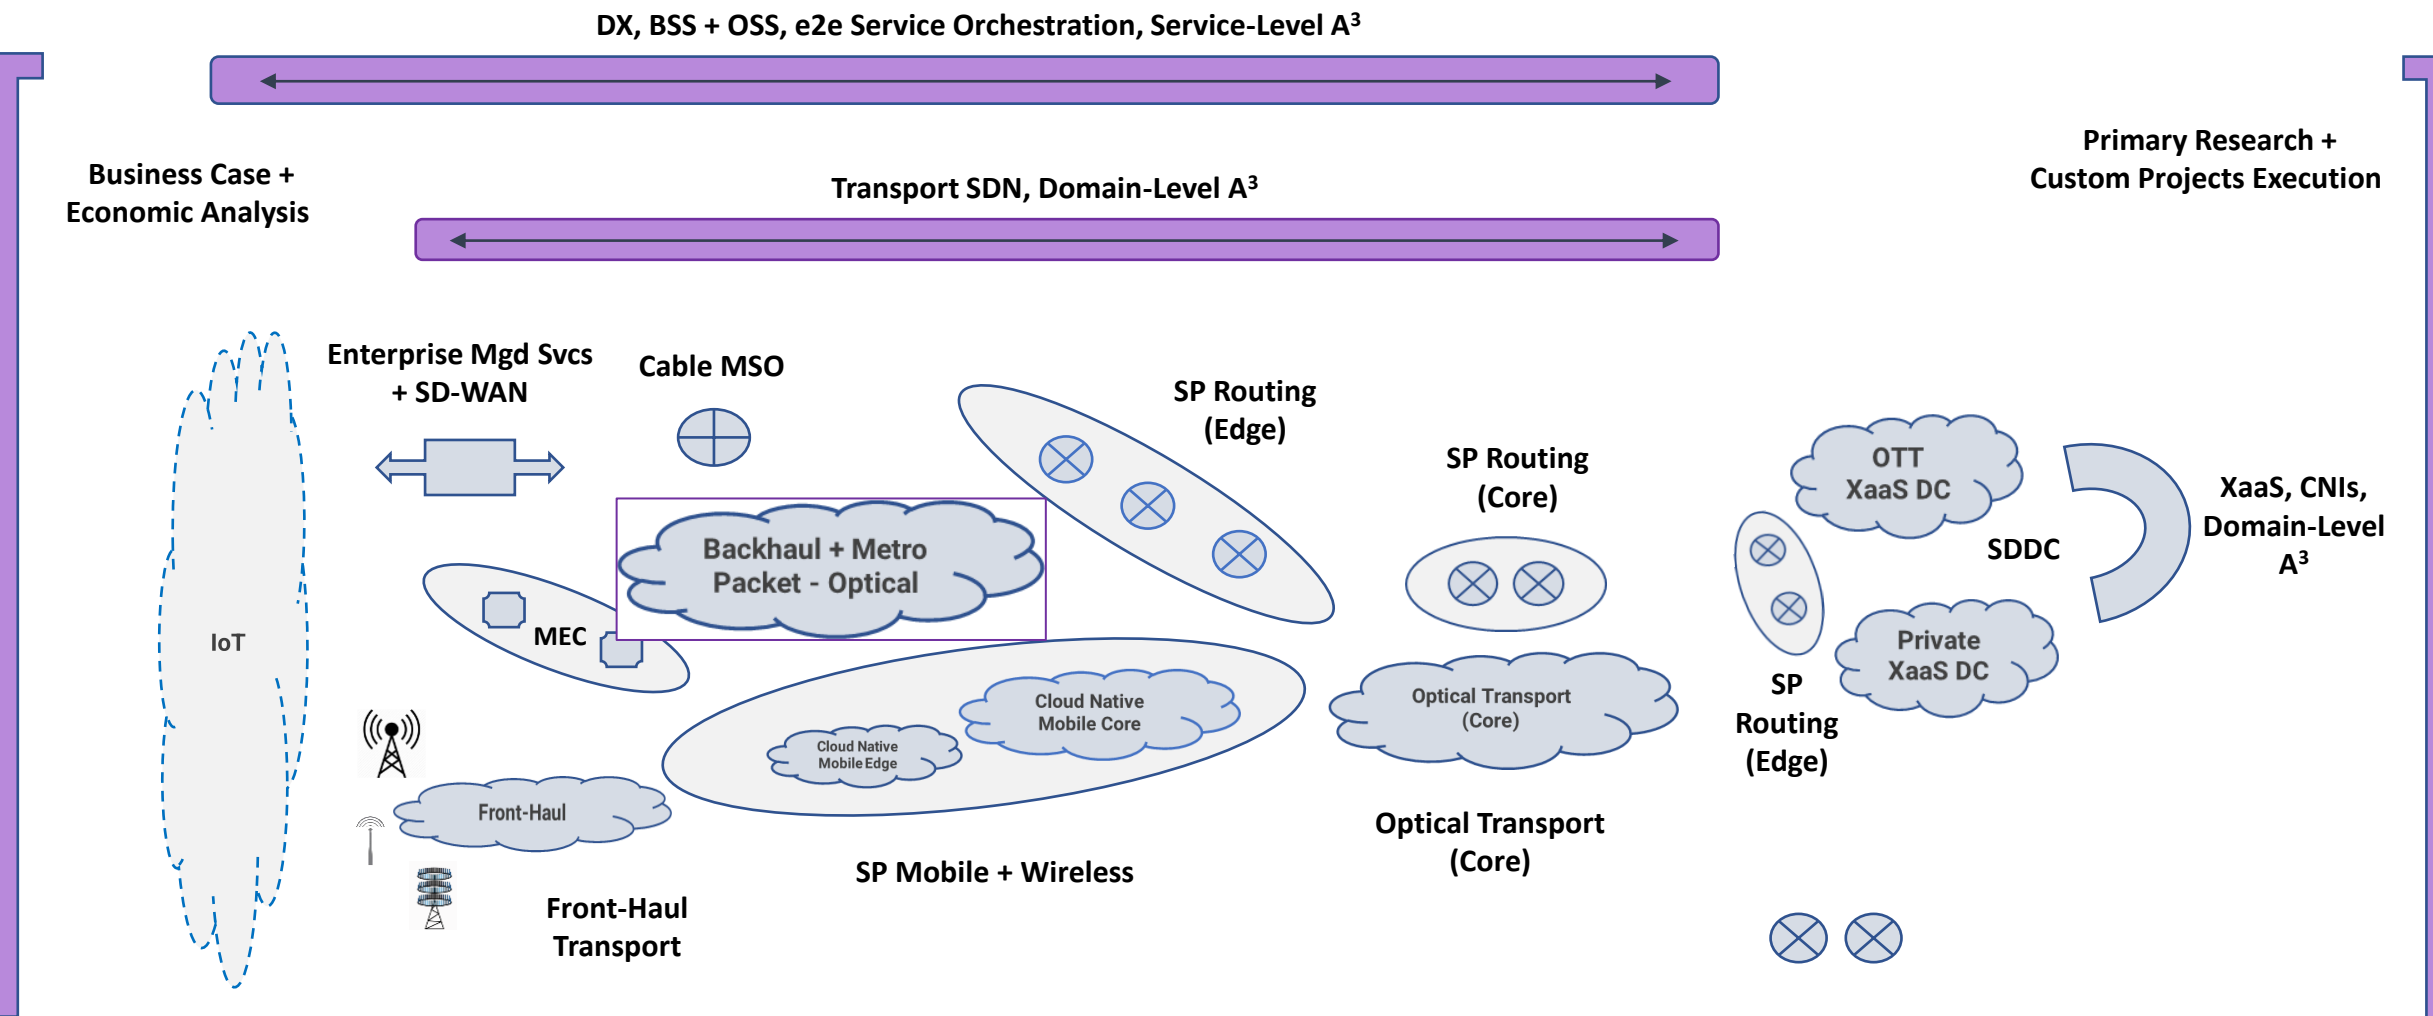 DX, BSS + OSS, e2e Service Orchestration, Service-Level A³
Business Case +
Economic Analysis
Primary Research +
Custom Projects Execution
Transport SDN, Domain-Level A³
Enterprise Mgd Svcs
+ SD-WAN
Cable MSO
SP Routing
(Edge)
SP Routing
(Core)
OTT
XaaS DC
XaaS, CNIs,
Domain-Level
A³
SDDC
Backhaul + Metro
Packet - Optical
MEC
IoT
Private
XaaS DC
SP
Routing
(Edge)
Cloud Native
Mobile Core
Cloud Native
Mobile Edge
Optical Transport
(Core)
Front-Haul
Optical Transport
(Core)
SP Mobile + Wireless
Front-Haul
Transport